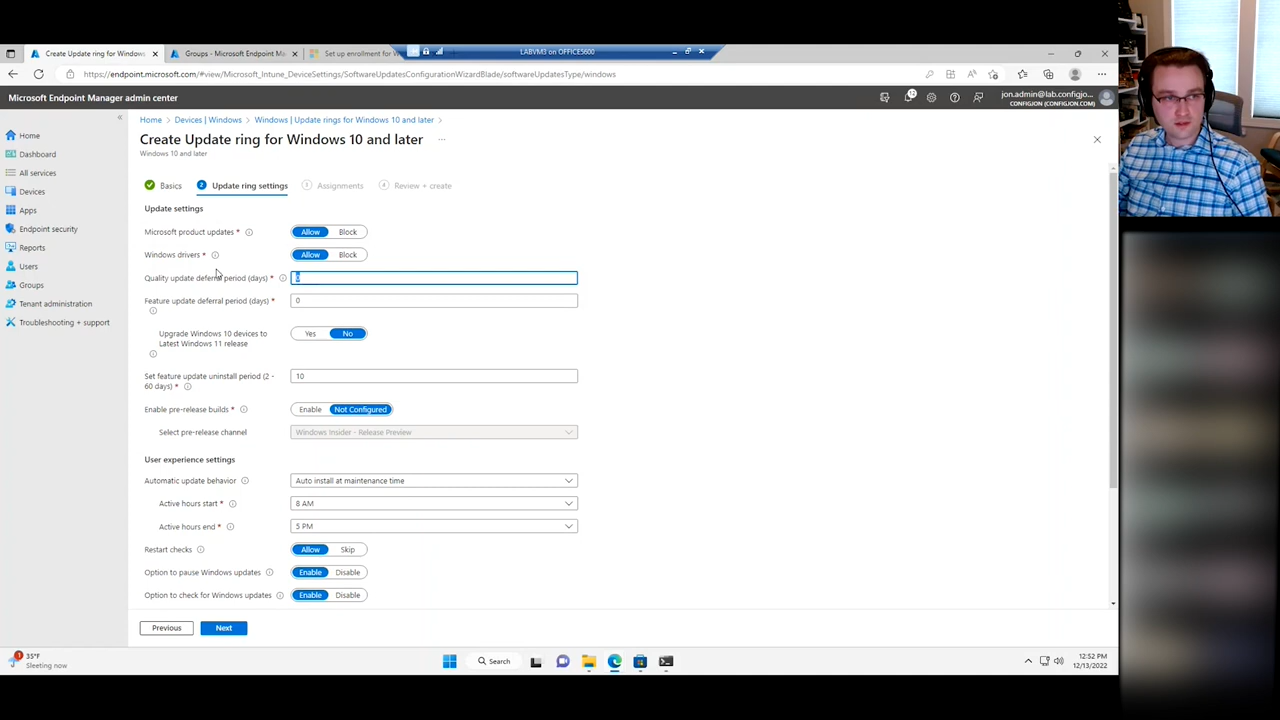 LABVM3 on OFFICE5600
Create Update ring for Windows
Groups - Microsoft Endpoint M
Set up enrollment for W
https://endpoint.microsoft.com/#view/Microsoft_Intune_DeviceSettings/SoftwareUpdatesConfigurationWizardBlade/softwareUpdatesType/windows
Microsoft Endpoint Manager admin center
12
jon.admin@lab.configjo...
CONFIGJON (CONFIGJON.COM)
Home
Dashboard
All services
Devices
Apps
Endpoint security
Reports
Users
Groups
Tenant administration
Troubleshooting + support
Home > Devices | Windows > Windows | Update rings for Windows 10 and later >
Create Update ring for Windows 10 and later ...
Windows 10 and later
Basics
2 Update ring settings
3 Assignments
4 Review + create
Update settings
Microsoft product updates * Allow Block
Windows drivers * Allow Block
Quality update deferral period (days) * 0
Feature update deferral period (days) * 0
Upgrade Windows 10 devices to
Latest Windows 11 release
Yes No
Set feature update uninstall period (2 -
60 days) *
10
Enable pre-release builds * Enable Not Configured
Select pre-release channel Windows Insider - Release Preview
User experience settings
Automatic update behavior Auto install at maintenance time
Active hours start * 8 AM
Active hours end * 5 PM
Restart checks Allow Skip
Option to pause Windows updates Enable Disable
Option to check for Windows updates Enable Disable
Previous Next
1
35°F
Sleeting now
Search
12:52 PM
12/13/2022